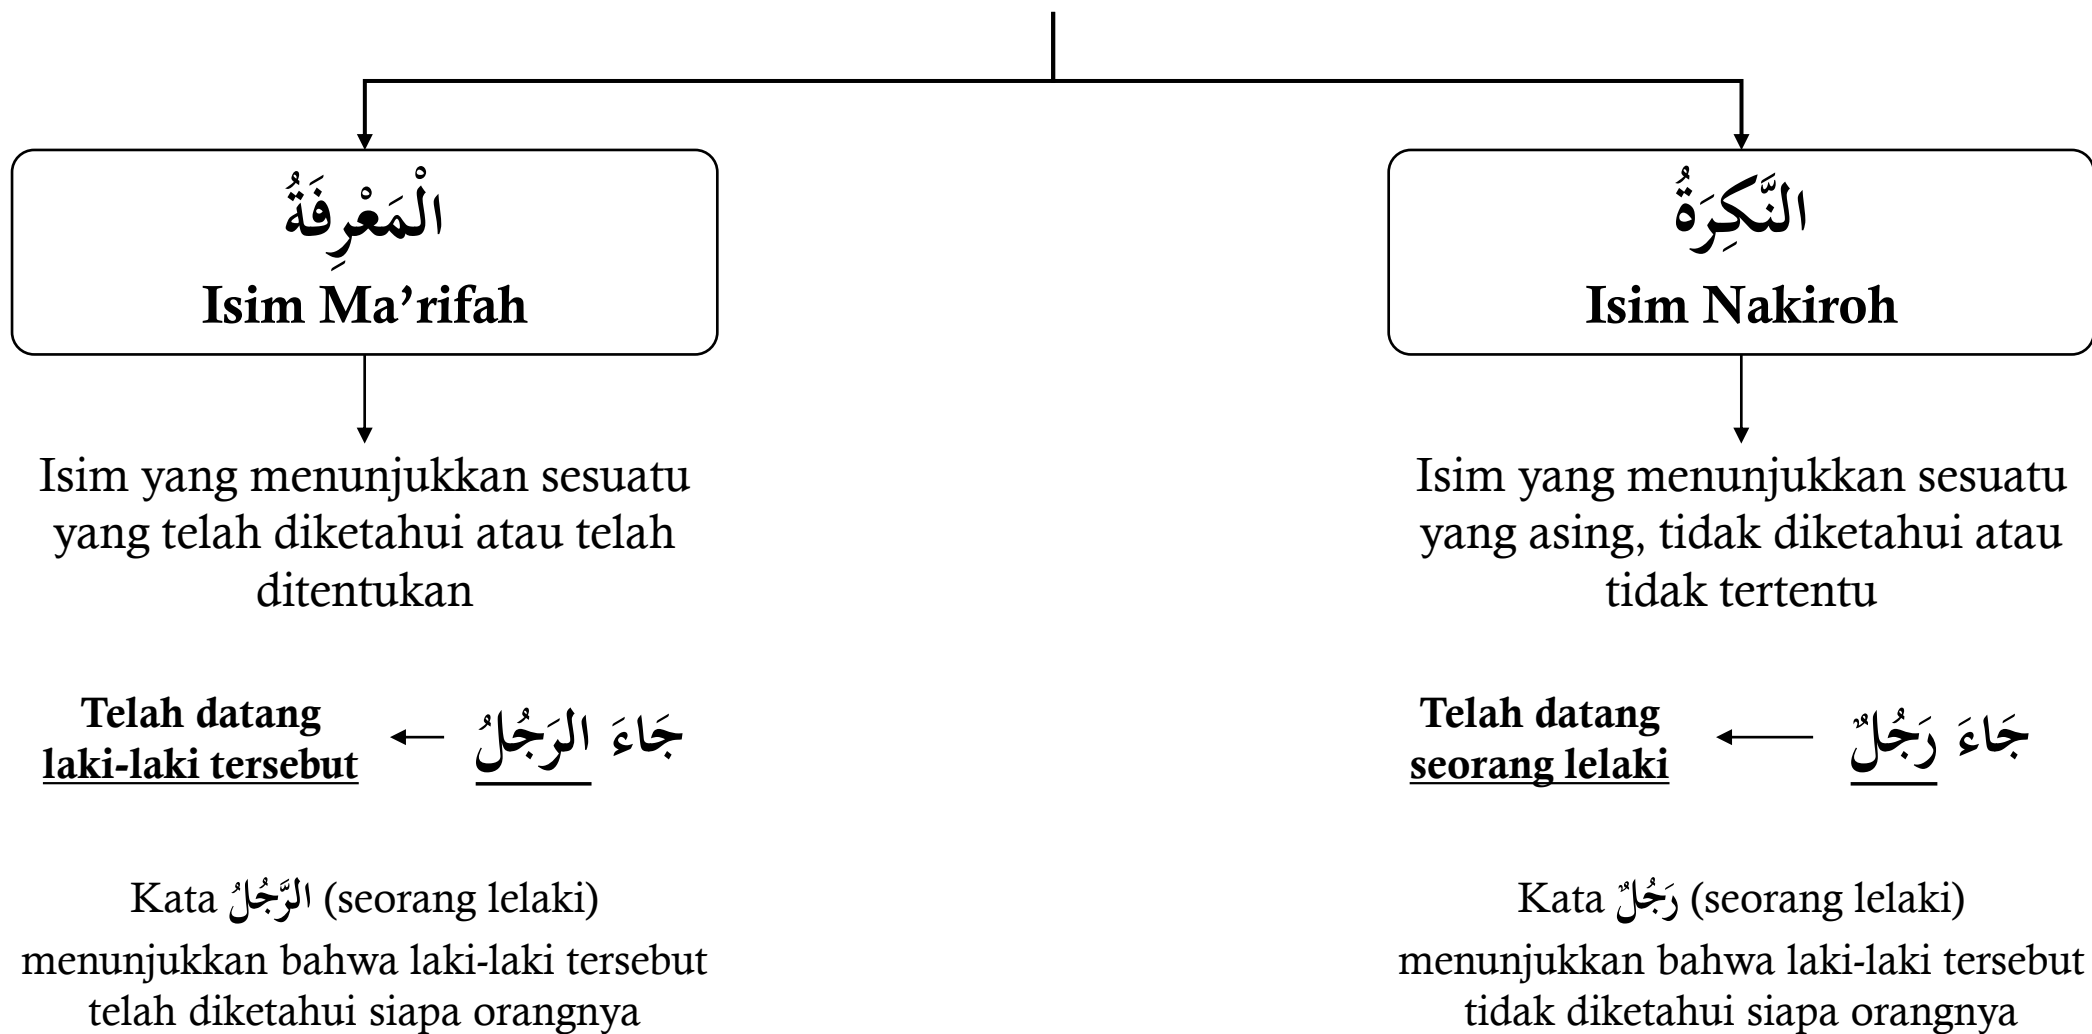 الْمَعْرِفَةُ
Isim Ma’rifah
Isim yang menunjukkan sesuatu
yang telah diketahui atau telah
ditentukan
Telah datang
laki-laki tersebut
جَاءَ الرَجُلُ
Kata الرَّجُلُ (seorang lelaki)
menunjukkan bahwa laki-laki tersebut
telah diketahui siapa orangnya
النَّكِرَةُ
Isim Nakiroh
Isim yang menunjukkan sesuatu
yang asing, tidak diketahui atau
tidak tertentu
Telah datang
seorang lelaki
جَاءَ رَجُلٌ
Kata رَجُلٌ (seorang lelaki)
menunjukkan bahwa laki-laki tersebut
tidak diketahui siapa orangnya